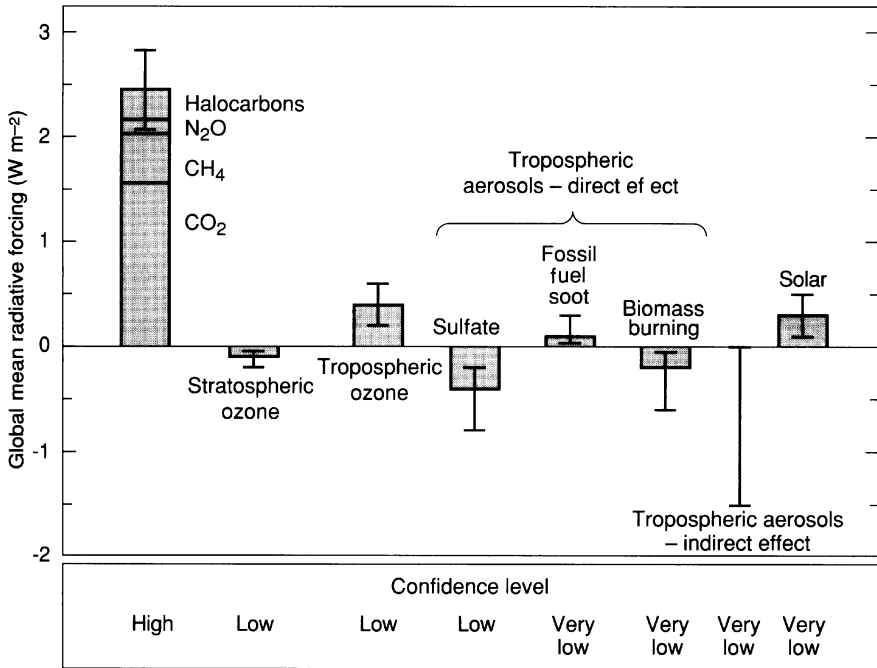 Global mean radiative forcing (W m–2)
3
2
1
0
-1
-2
Halocarbons
N2O
CH4
CO2
Stratospheric
ozone
Tropospheric
ozone
Tropospheric
aerosols – direct ef ect
Sulfate
Fossil
fuel
soot
Biomass
burning
Tropospheric aerosols
– indirect effect
Solar
Confidence level
High
Low
Low
Low
Very
low
Very
low
Very
low
Very
low